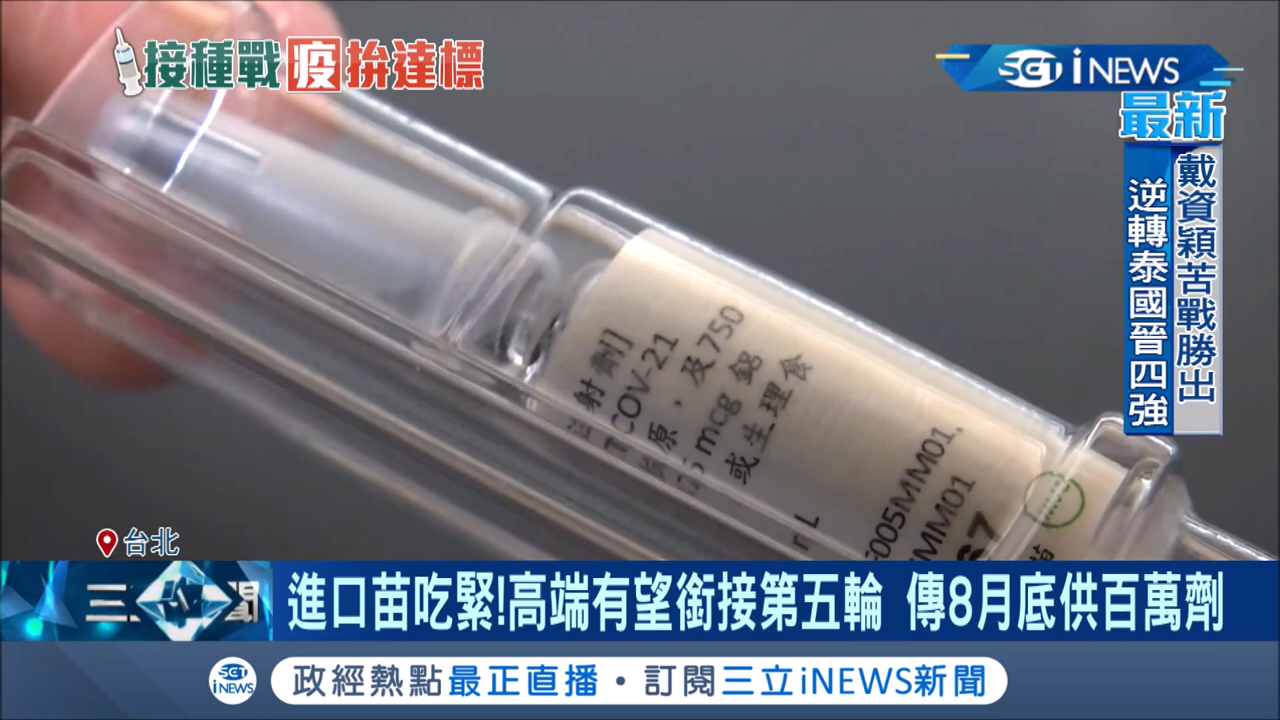 接種戰疫拚達標
SET iNEWS
最新
戴資穎苦戰勝出
逆轉泰國晉四強
射劑]
COV-21
原，及750
mcg 鋁
或生理食
005MM01,
MM01
67
台北
三 聞
進口苗吃緊!高端有望銜接第五輪 傳8月底供百萬劑
SET iNEWS
政經熱點最正直播・訂閱三立iNEWS新聞